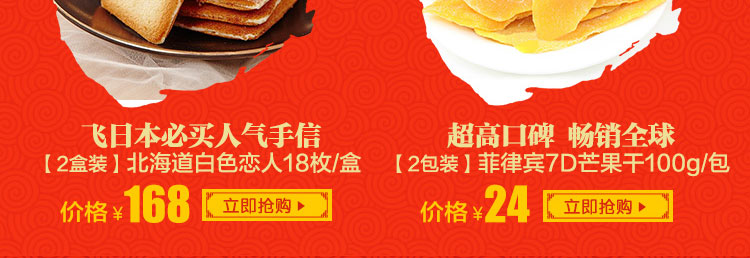 飞日本必买人气手信
【2盒装】北海道白色恋人18枚/盒
价格¥168 立即抢购
超高口碑 畅销全球
【2包装】菲律宾7D芒果干100g/包
价格¥24 立即抢购